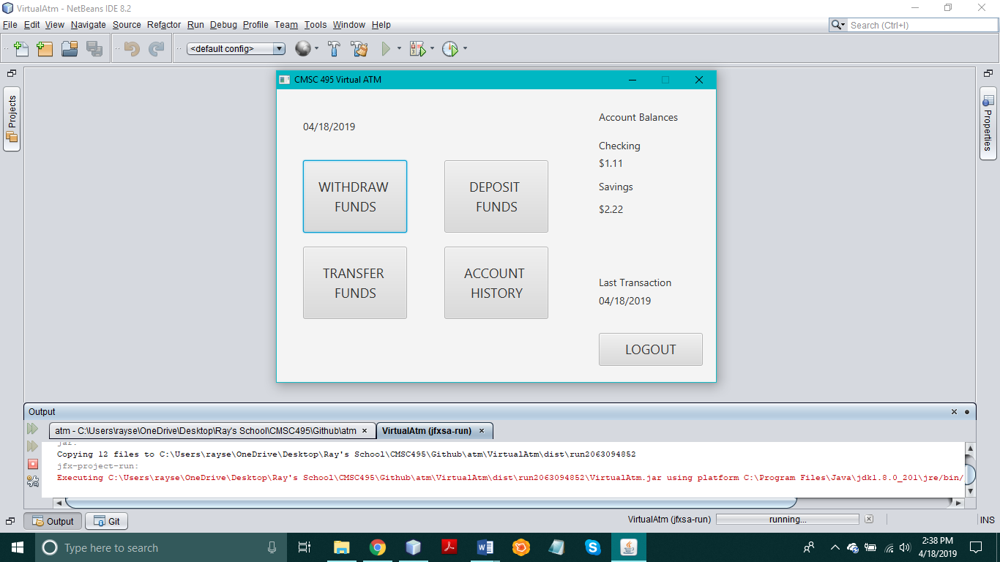 VirtualAtm - NetBeans IDE 8.2
File Edit View Navigate Source Refactor Run Debug Profile Team Tools Window Help
Search (Ctrl+I)
<default config>
Projects
Properties
CMSC 495 Virtual ATM
04/18/2019
Account Balances
Checking
$1.11
Savings
$2.22
WITHDRAW
FUNDS
DEPOSIT
FUNDS
TRANSFER
FUNDS
ACCOUNT
HISTORY
Last Transaction
04/18/2019
LOGOUT
Output
atm - C:\Users\rayse\OneDrive\Desktop\Ray's School\CMSC495\Github\atm
VirtualAtm (jfxsa-run)
jar:
Copying 12 files to C:\Users\rayse\OneDrive\Desktop\Ray's School\CMSC495\Github\atm\VirtualAtm\dist\run2063094852
jfx-project-run:
Executing C:\Users\rayse\OneDrive\Desktop\Ray's School\CMSC495\Github\atm\VirtualAtm\dist\run2063094852\VirtualAtm.jar using platform C:\Program Files\Java\jdk1.8.0_201\jre/bin/
Output
Git
VirtualAtm (jfxsa-run)
running...
INS
Type here to search
2:38 PM
4/18/2019